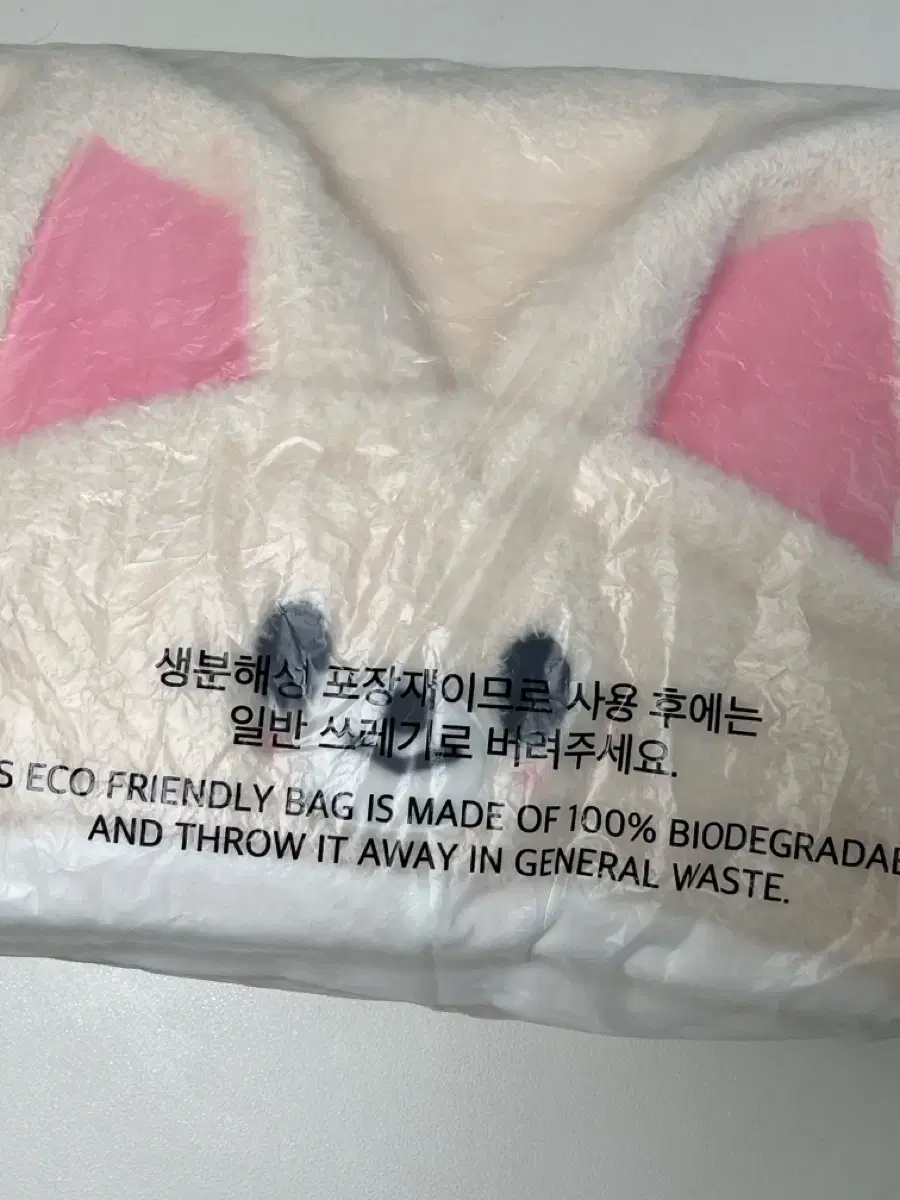 생분해성 포장재이므로 사용 후에는
일반 쓰레기로 버려주세요.
S ECO FRIENDLY BAG IS MADE OF 100% BIODEGRADAB
AND THROW IT AWAY IN GENERAL WASTE.